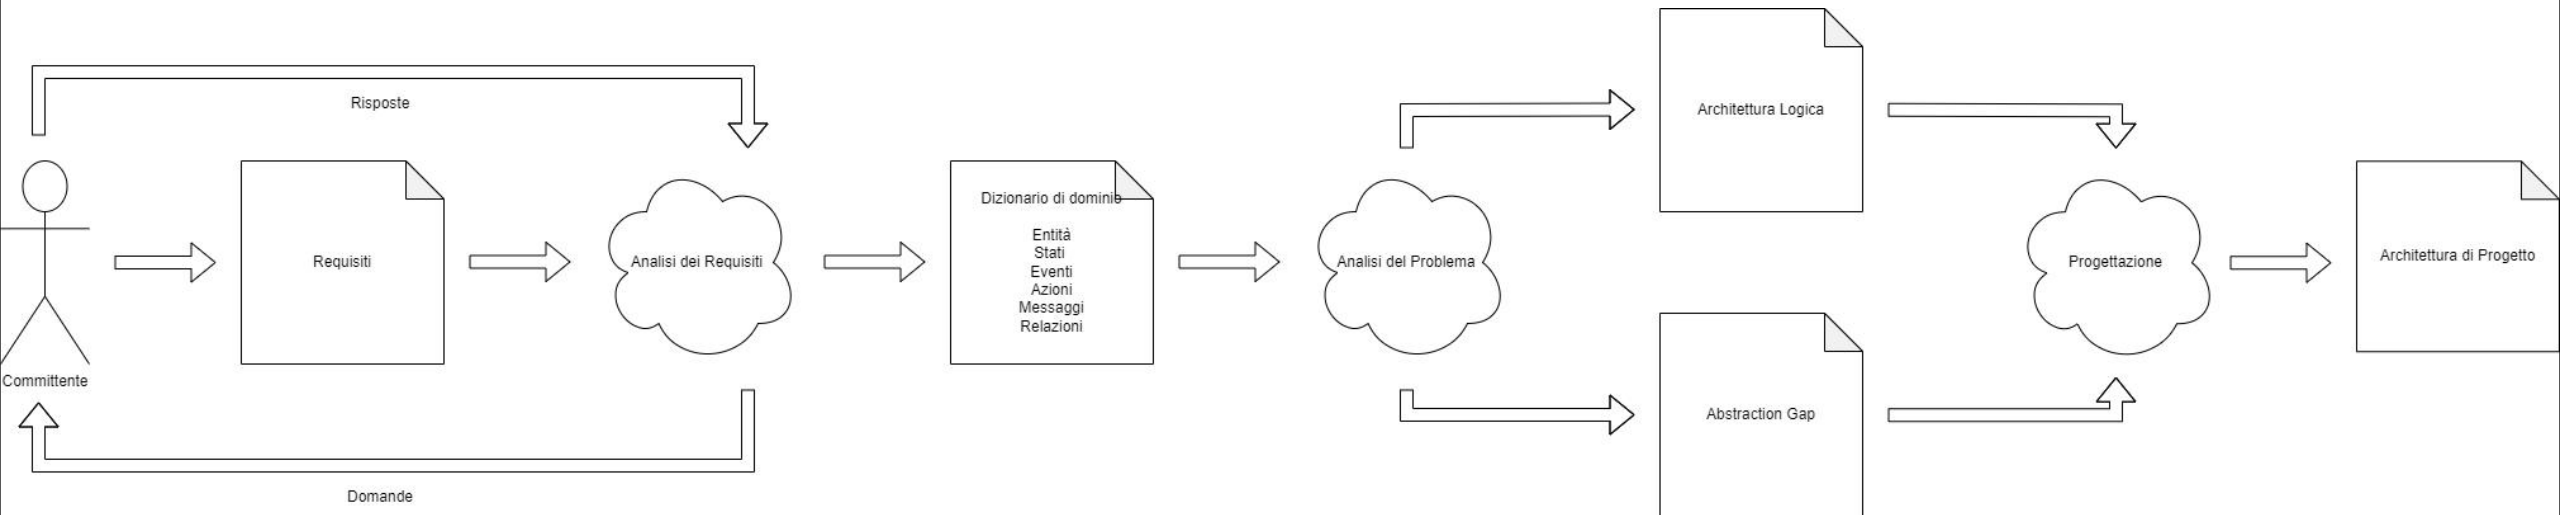 Risposte
Committente
Domande
Requisiti
Analisi dei Requisiti
Dizionario di dominio
Entità
Stati
Eventi
Azioni
Messaggi
Relazioni
Analisi del Problema
Architettura Logica
Abstraction Gap
Progettazione
Architettura di Progetto